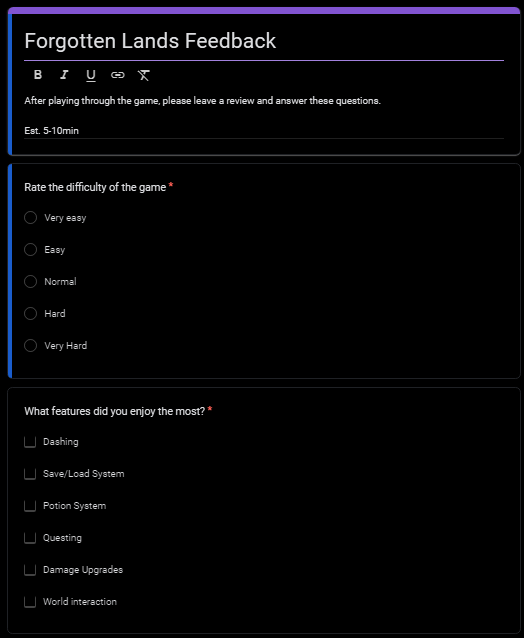 Forgotten Lands Feedback
B I U
After playing through the game, please leave a review and answer these questions.
Est. 5-10min
Rate the difficulty of the game *
Very easy
Easy
Normal
Hard
Very Hard
What features did you enjoy the most? *
Dashing
Save/Load System
Potion System
Questing
Damage Upgrades
World interaction